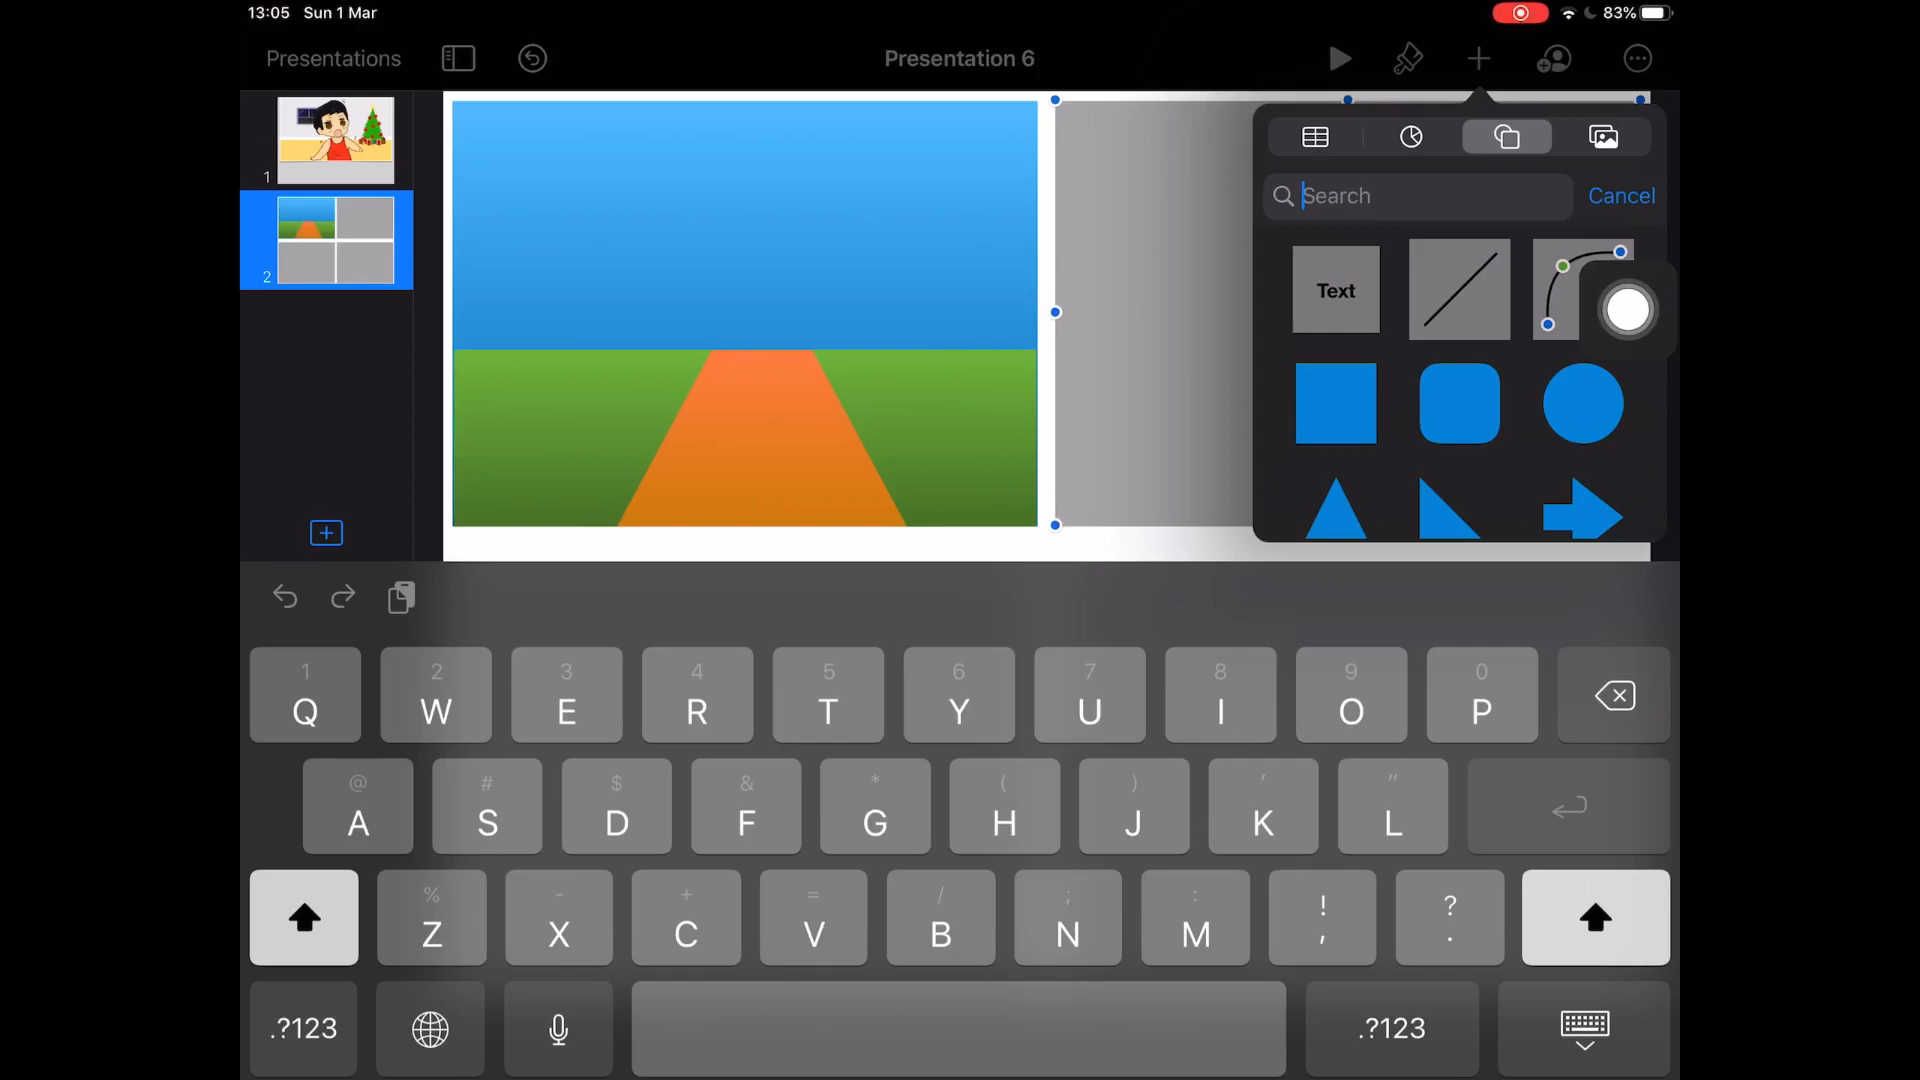 13:05 Sun 1 Mar
83%
Presentations
Presentation 6
Search
Cancel
Text
1
2
1 2 3 4 5 6 7 8 9 0
Q W E R T Y U I O P
@ # $ & * ( ) ' "
A S D F G H J K L
% - + = / ; : ! ?
Z X C V B N M , .
.?123 .?123